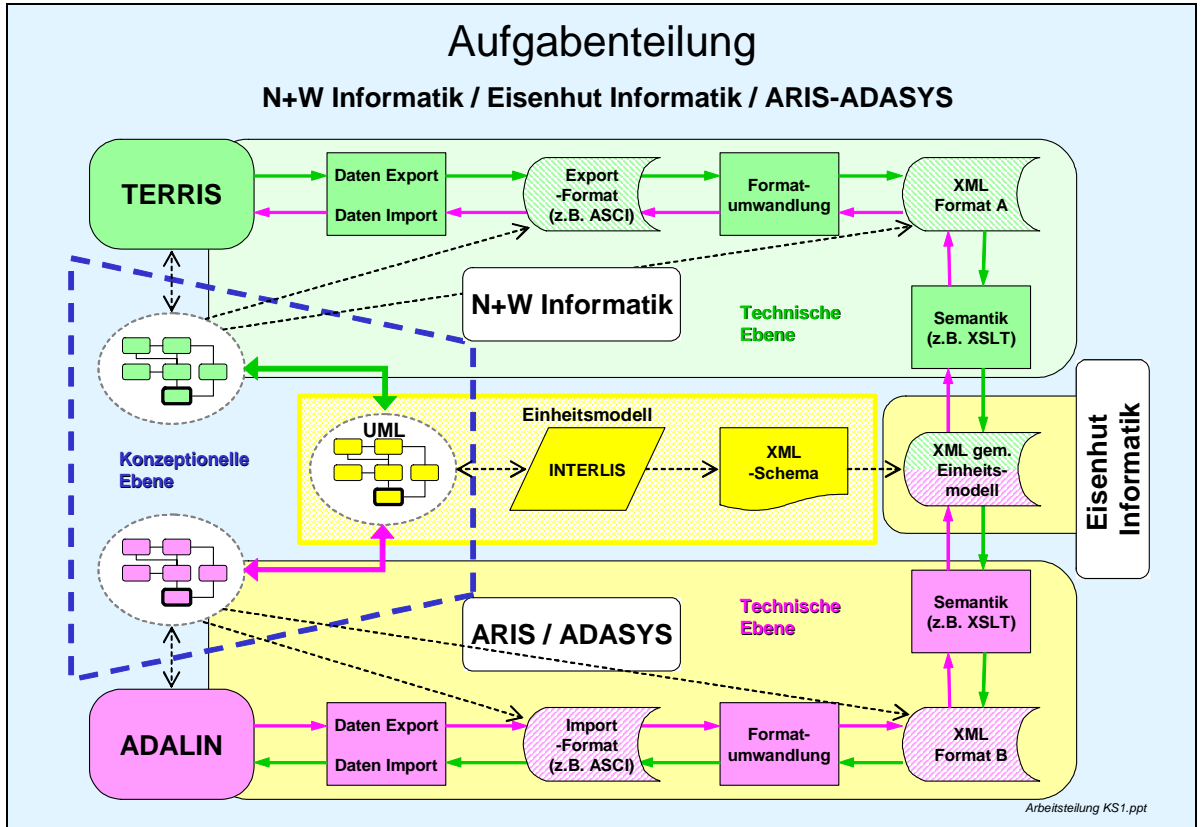 Aufgabenteilung
N+W Informatik / Eisenhut Informatik / ARIS-ADASYS
TERRIS
Daten Export
Daten Import
Export
-Format
(z.B. ASCI)
Format-
umwandlung
XML
Format A
N+W Informatik
Technische
Ebene
Semantik
(z.B. XSLT)
Eisenhut
Informatik
Konzeptionelle
Ebene
Einheitsmodell
UML
INTERLIS
XML
-Schema
XML gem.
Einheits-
modell
ARIS / ADASYS
Technische
Ebene
Semantik
(z.B. XSLT)
ADALIN
Daten Export
Daten Import
Import
-Format
(z.B. ASCI)
Format-
umwandlung
XML
Format B
Arbeitsteilung KS1.ppt